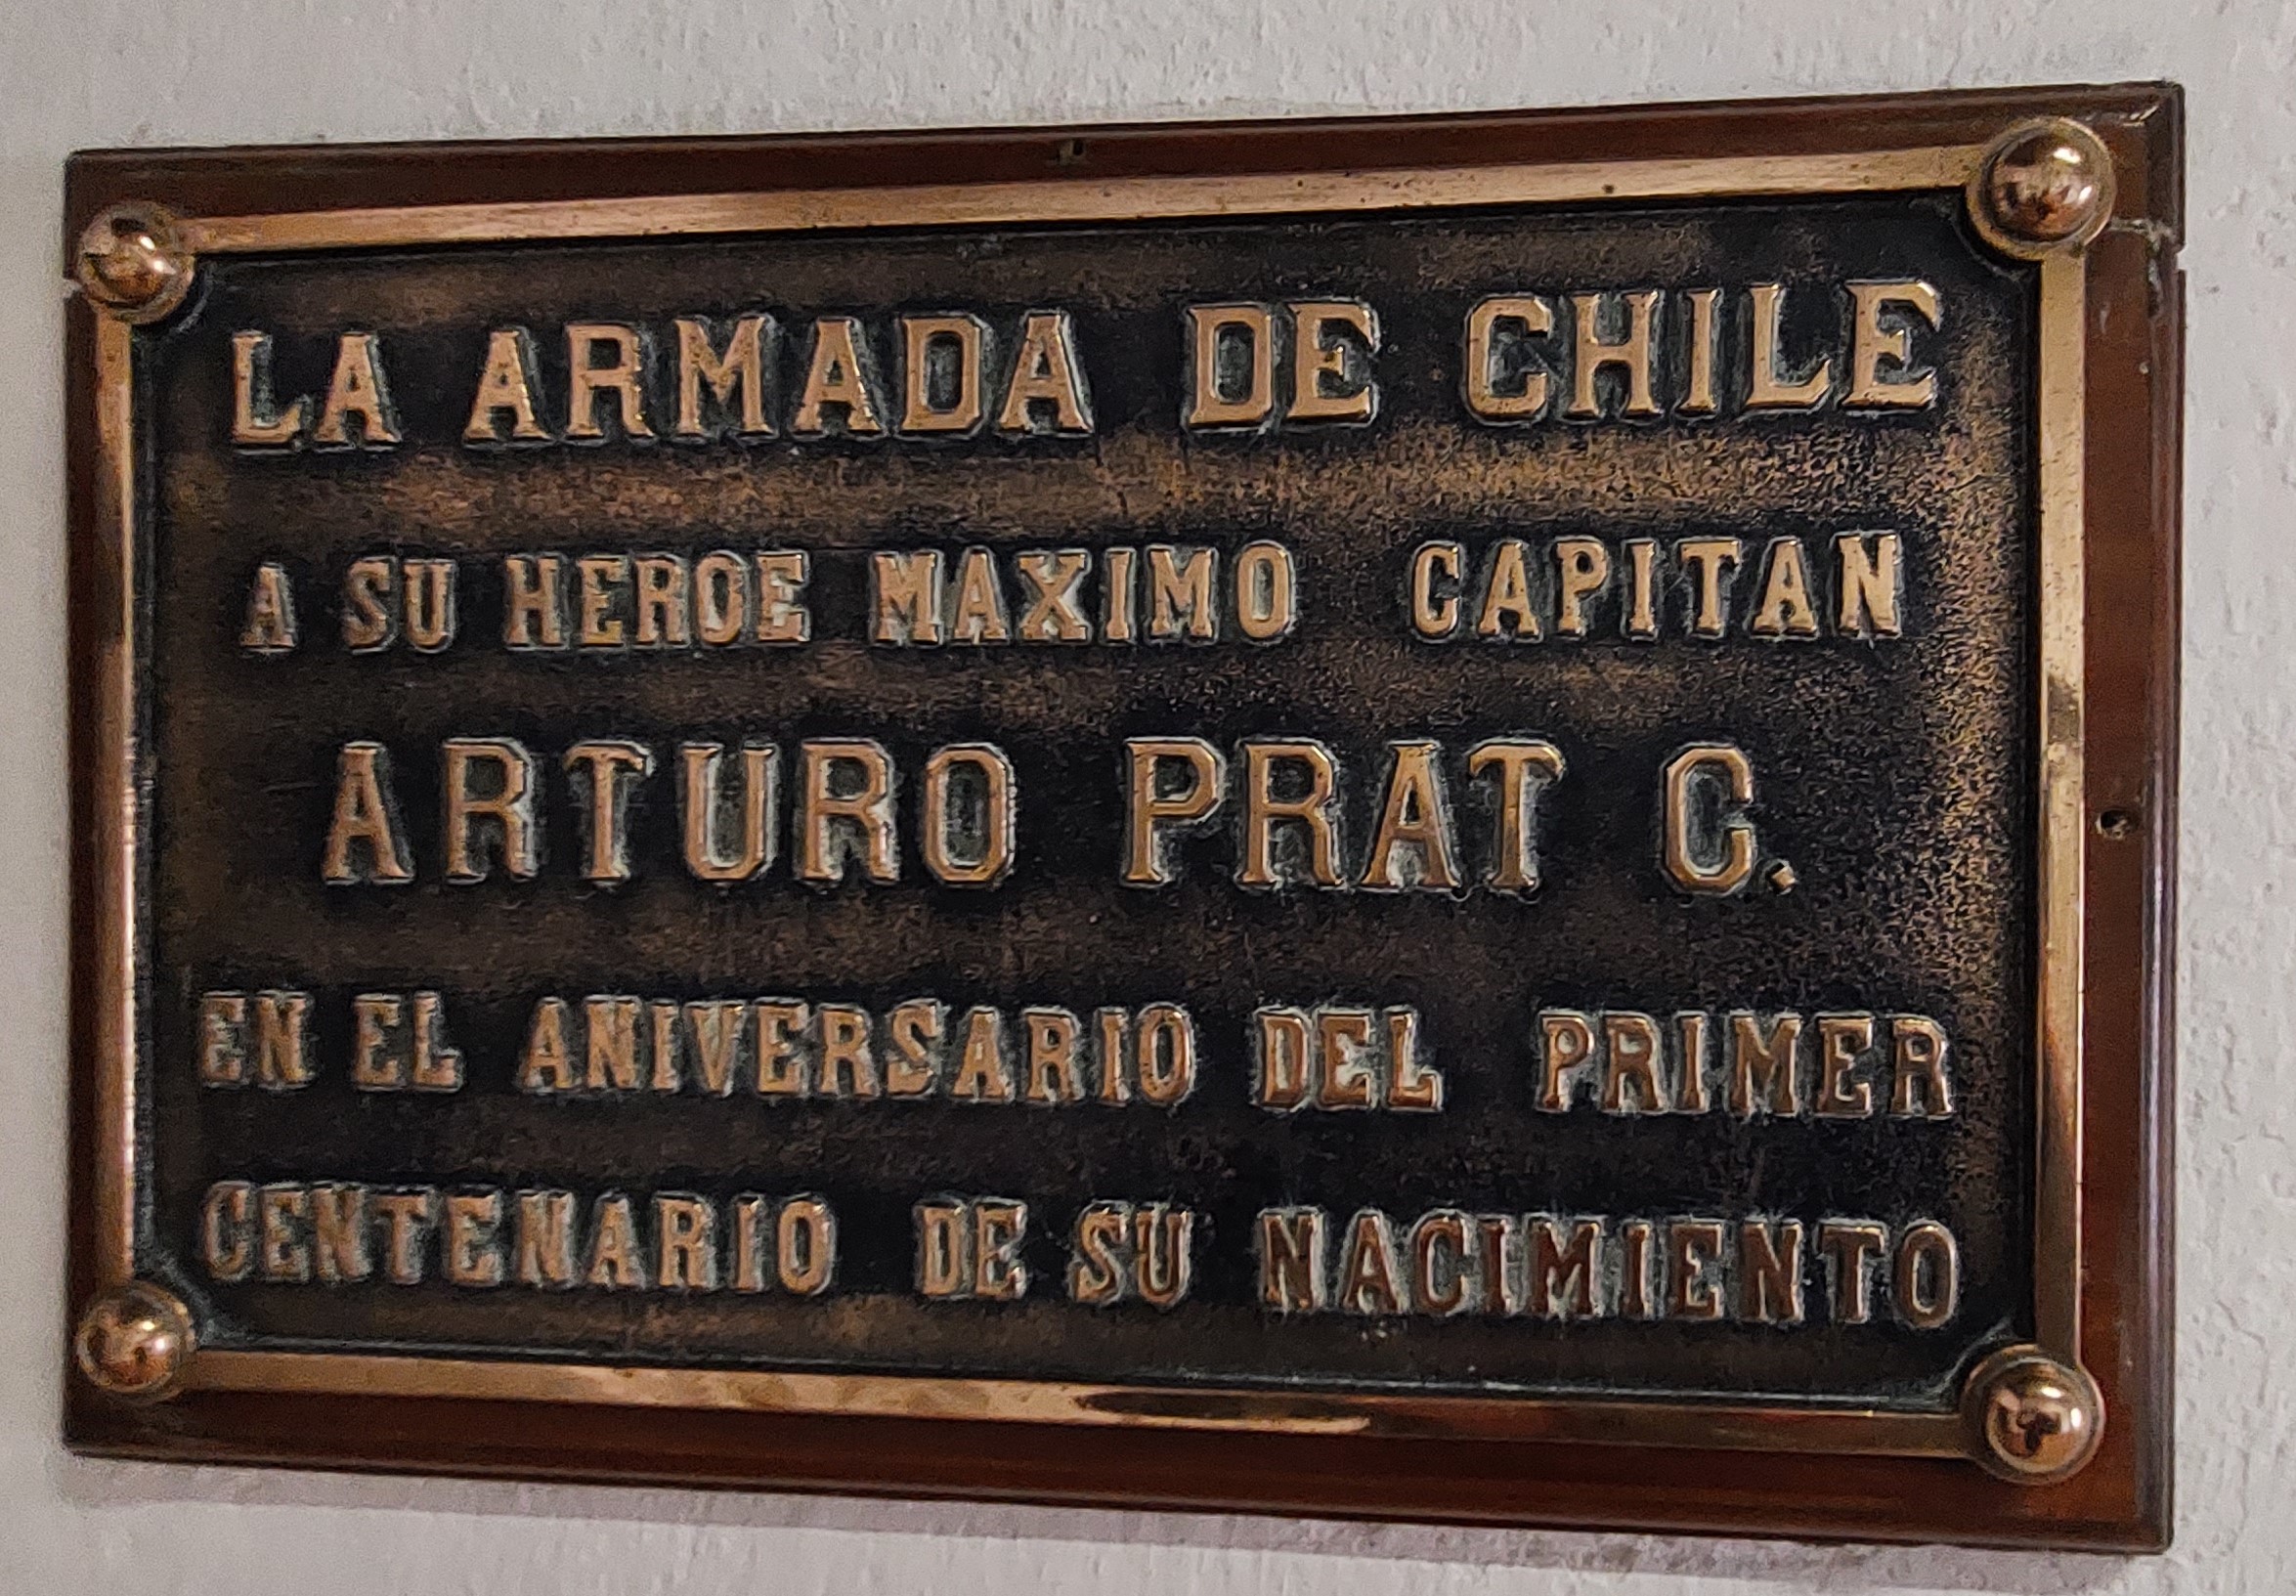 LA ARMADA DE CHILE
A SU HEROE MAXIMO CAPITAN
ARTURO PRAT C.
EN EL ANIVERSARIO DEL PRIMER
CENTENARIO DE SU NACIMIENTO